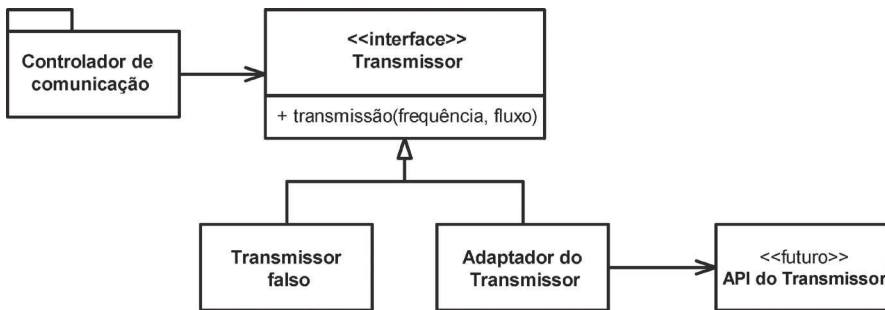 Controlador de
comunicação
<<interface>>
Transmissor
+ transmissão(frequência, fluxo)
Transmissor
falso
Adaptador do
Transmissor
<<futuro>>
API do Transmissor